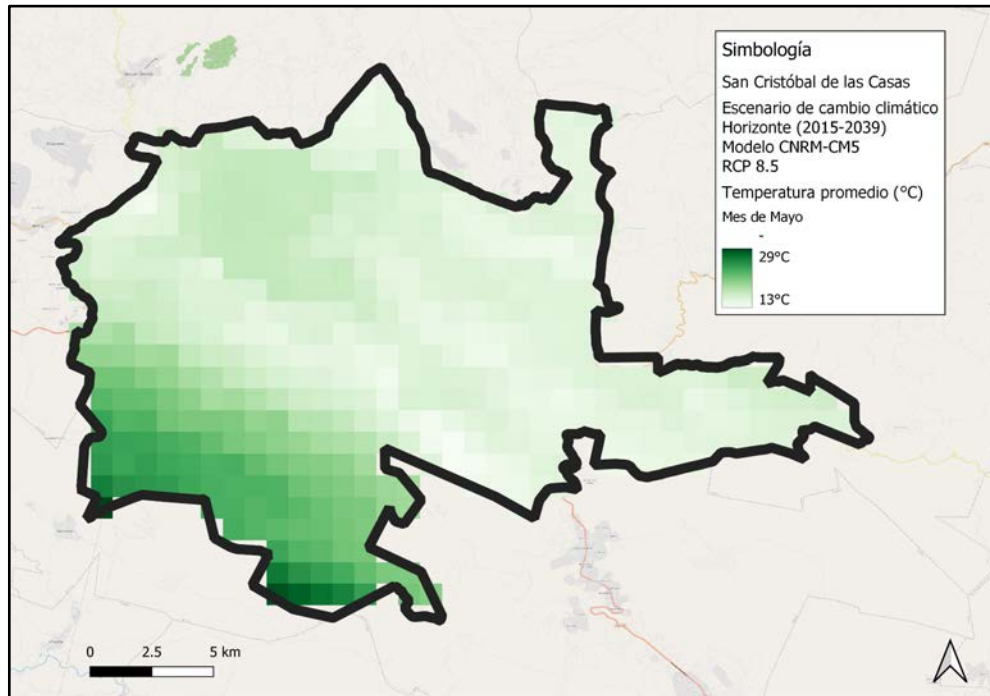 Simbología
San Cristóbal de las Casas
Escenario de cambio climático
Horizonte (2015-2039)
Modelo CNRM-CM5
RCP 8.5
Temperatura promedio (°C)
Mes de Mayo
-
29°C
13°C
0 2.5 5 km